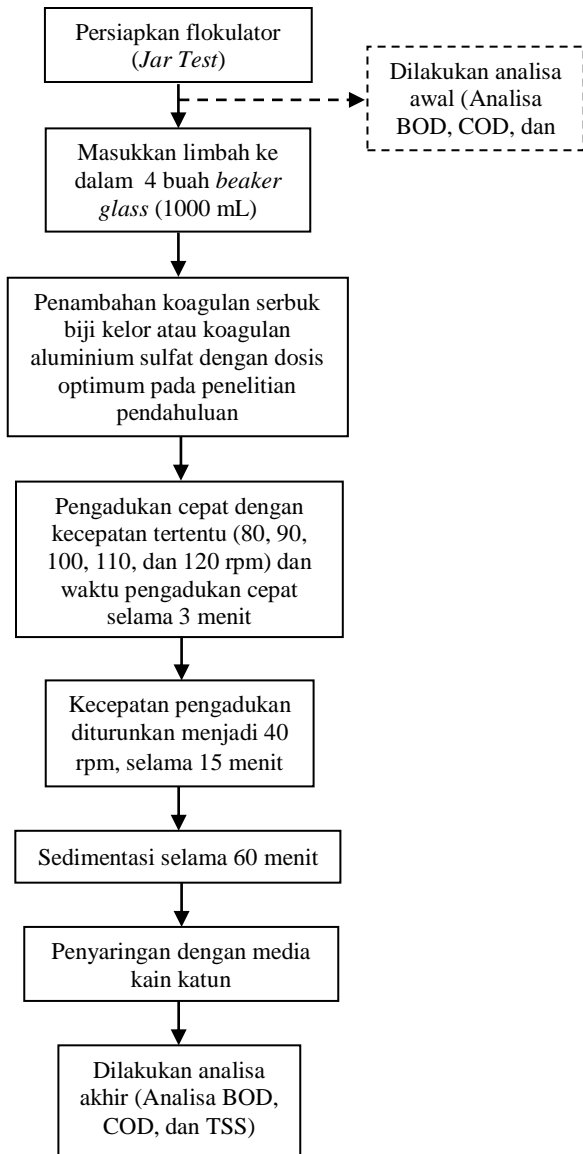 Persiapkan flokulator
(Jar Test)
Dilakukan analisa
awal (Analisa
BOD, COD, dan
Masukkan limbah ke
dalam 4 buah beaker
glass (1000 mL)
Penambahan koagulan serbuk
biji kelor atau koagulan
aluminium sulfat dengan dosis
optimum pada penelitian
pendahuluan
Pengadukan cepat dengan
kecepatan tertentu (80, 90,
100, 110, dan 120 rpm) dan
waktu pengadukan cepat
selama 3 menit
Kecepatan pengadukan
diturunkan menjadi 40
rpm, selama 15 menit
Sedimentasi selama 60 menit
Penyaringan dengan media
kain katun
Dilakukan analisa
akhir (Analisa BOD,
COD, dan TSS)